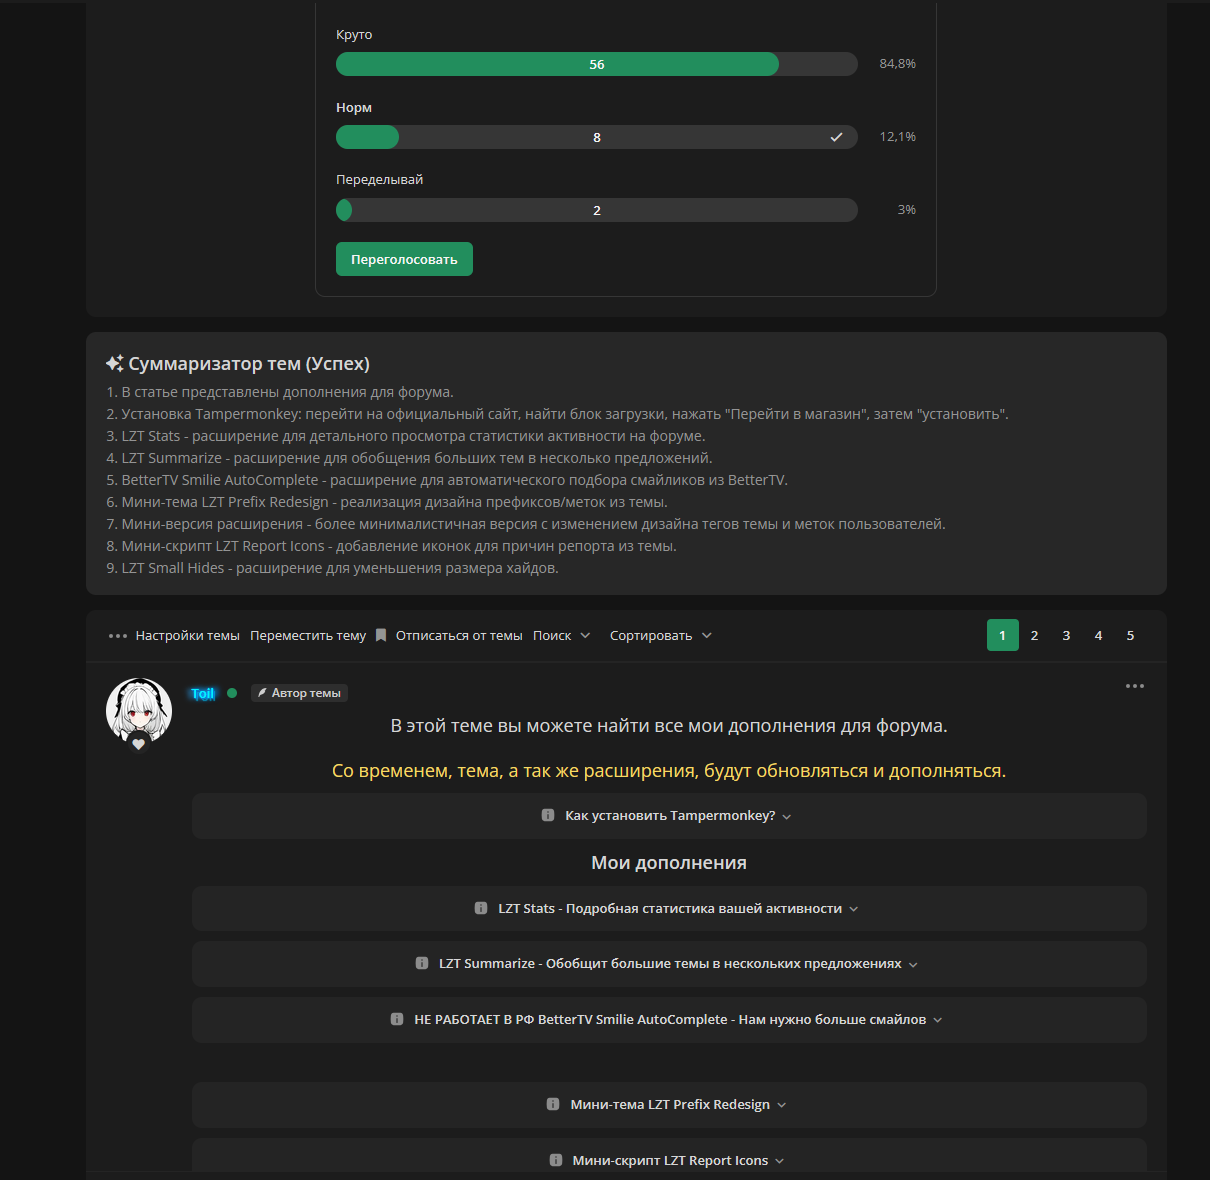 Круто
56
84,8%
Норм
8
12,1%
Переделывай
2
3%
Переголосовать
Суммаризатор тем (Успех)
1. В статье представлены дополнения для форума.
2. Установка Tampermonkey: перейти на официальный сайт, найти блок загрузки, нажать "Перейти в магазин", затем "установить".
3. LZT Stats - расширение для детального просмотра статистики активности на форуме.
4. LZT Summarize - расширение для обобщения больших тем в несколько предложений.
5. BetterTV Smilie AutoComplete - расширение для автоматического подбора смайликов из BetterTV.
6. Мини-тема LZT Prefix Redesign - реализация дизайна префиксов/меток из темы.
7. Мини-версия расширения - более минималистичная версия с изменением дизайна тегов темы и меток пользователей.
8. Мини-скрипт LZT Report Icons - добавление иконок для причин репорта из темы.
9. LZT Small Hides - расширение для уменьшения размера хайдов.
Настройки темы Переместить тему Отписаться от темы Поиск Сортировать 1 2 3 4 5
Toil Автор темы
В этой теме вы можете найти все мои дополнения для форума.
Со временем, тема, а так же расширения, будут обновляться и дополняться.
Как установить Tampermonkey?
Мои дополнения
LZT Stats - Подробная статистика вашей активности
LZT Summarize - Обобщит большие темы в нескольких предложениях
НЕ РАБОТАЕТ В РФ BetterTV Smilie AutoComplete - Нам нужно больше смайлов
Мини-тема LZT Prefix Redesign
Мини-скрипт LZT Report Icons